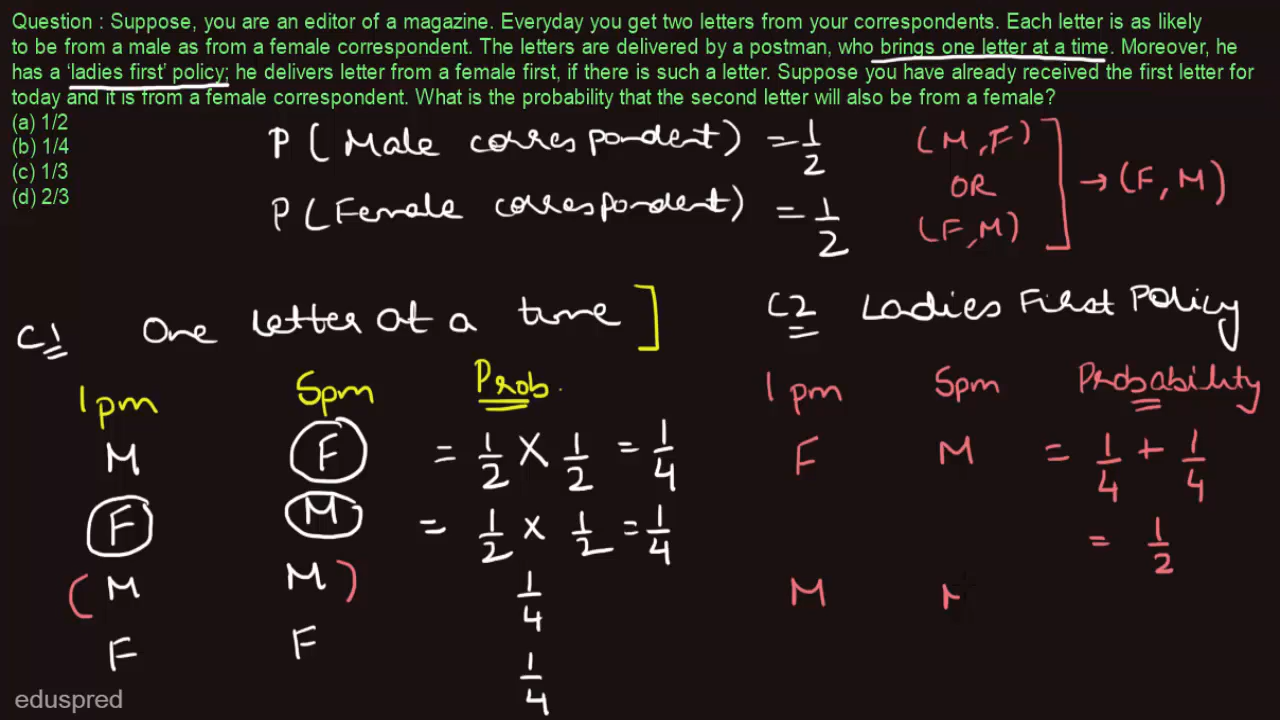 Question : Suppose, you are an editor of a magazine. Everyday you get two letters from your correspondents. Each letter is as likely
to be from a male as from a female correspondent. The letters are delivered by a postman, who brings one letter at a time. Moreover, he
has a 'ladies first' policy; he delivers letter from a female first, if there is such a letter. Suppose you have already received the first letter for
today and it is from a female correspondent. What is the probability that the second letter will also be from a female?
(a) 1/2
(b) 1/4
(c) 1/3
(d) 2/3
P ( Male correspondent ) = 1/2
P ( Female correspondent ) = 1/2
(M,F)
OR
(F,M)
→ (F,M)
C1 One letter at a time ]
1pm 5pm Prob.
M F = 1/2 × 1/2 = 1/4
F M = 1/2 × 1/2 = 1/4
( M M ) 1/4
F F 1/4
C2 Ladies First Policy
1pm 5pm Probability
F M = 1/4 + 1/4
= 1/2
M
eduspred